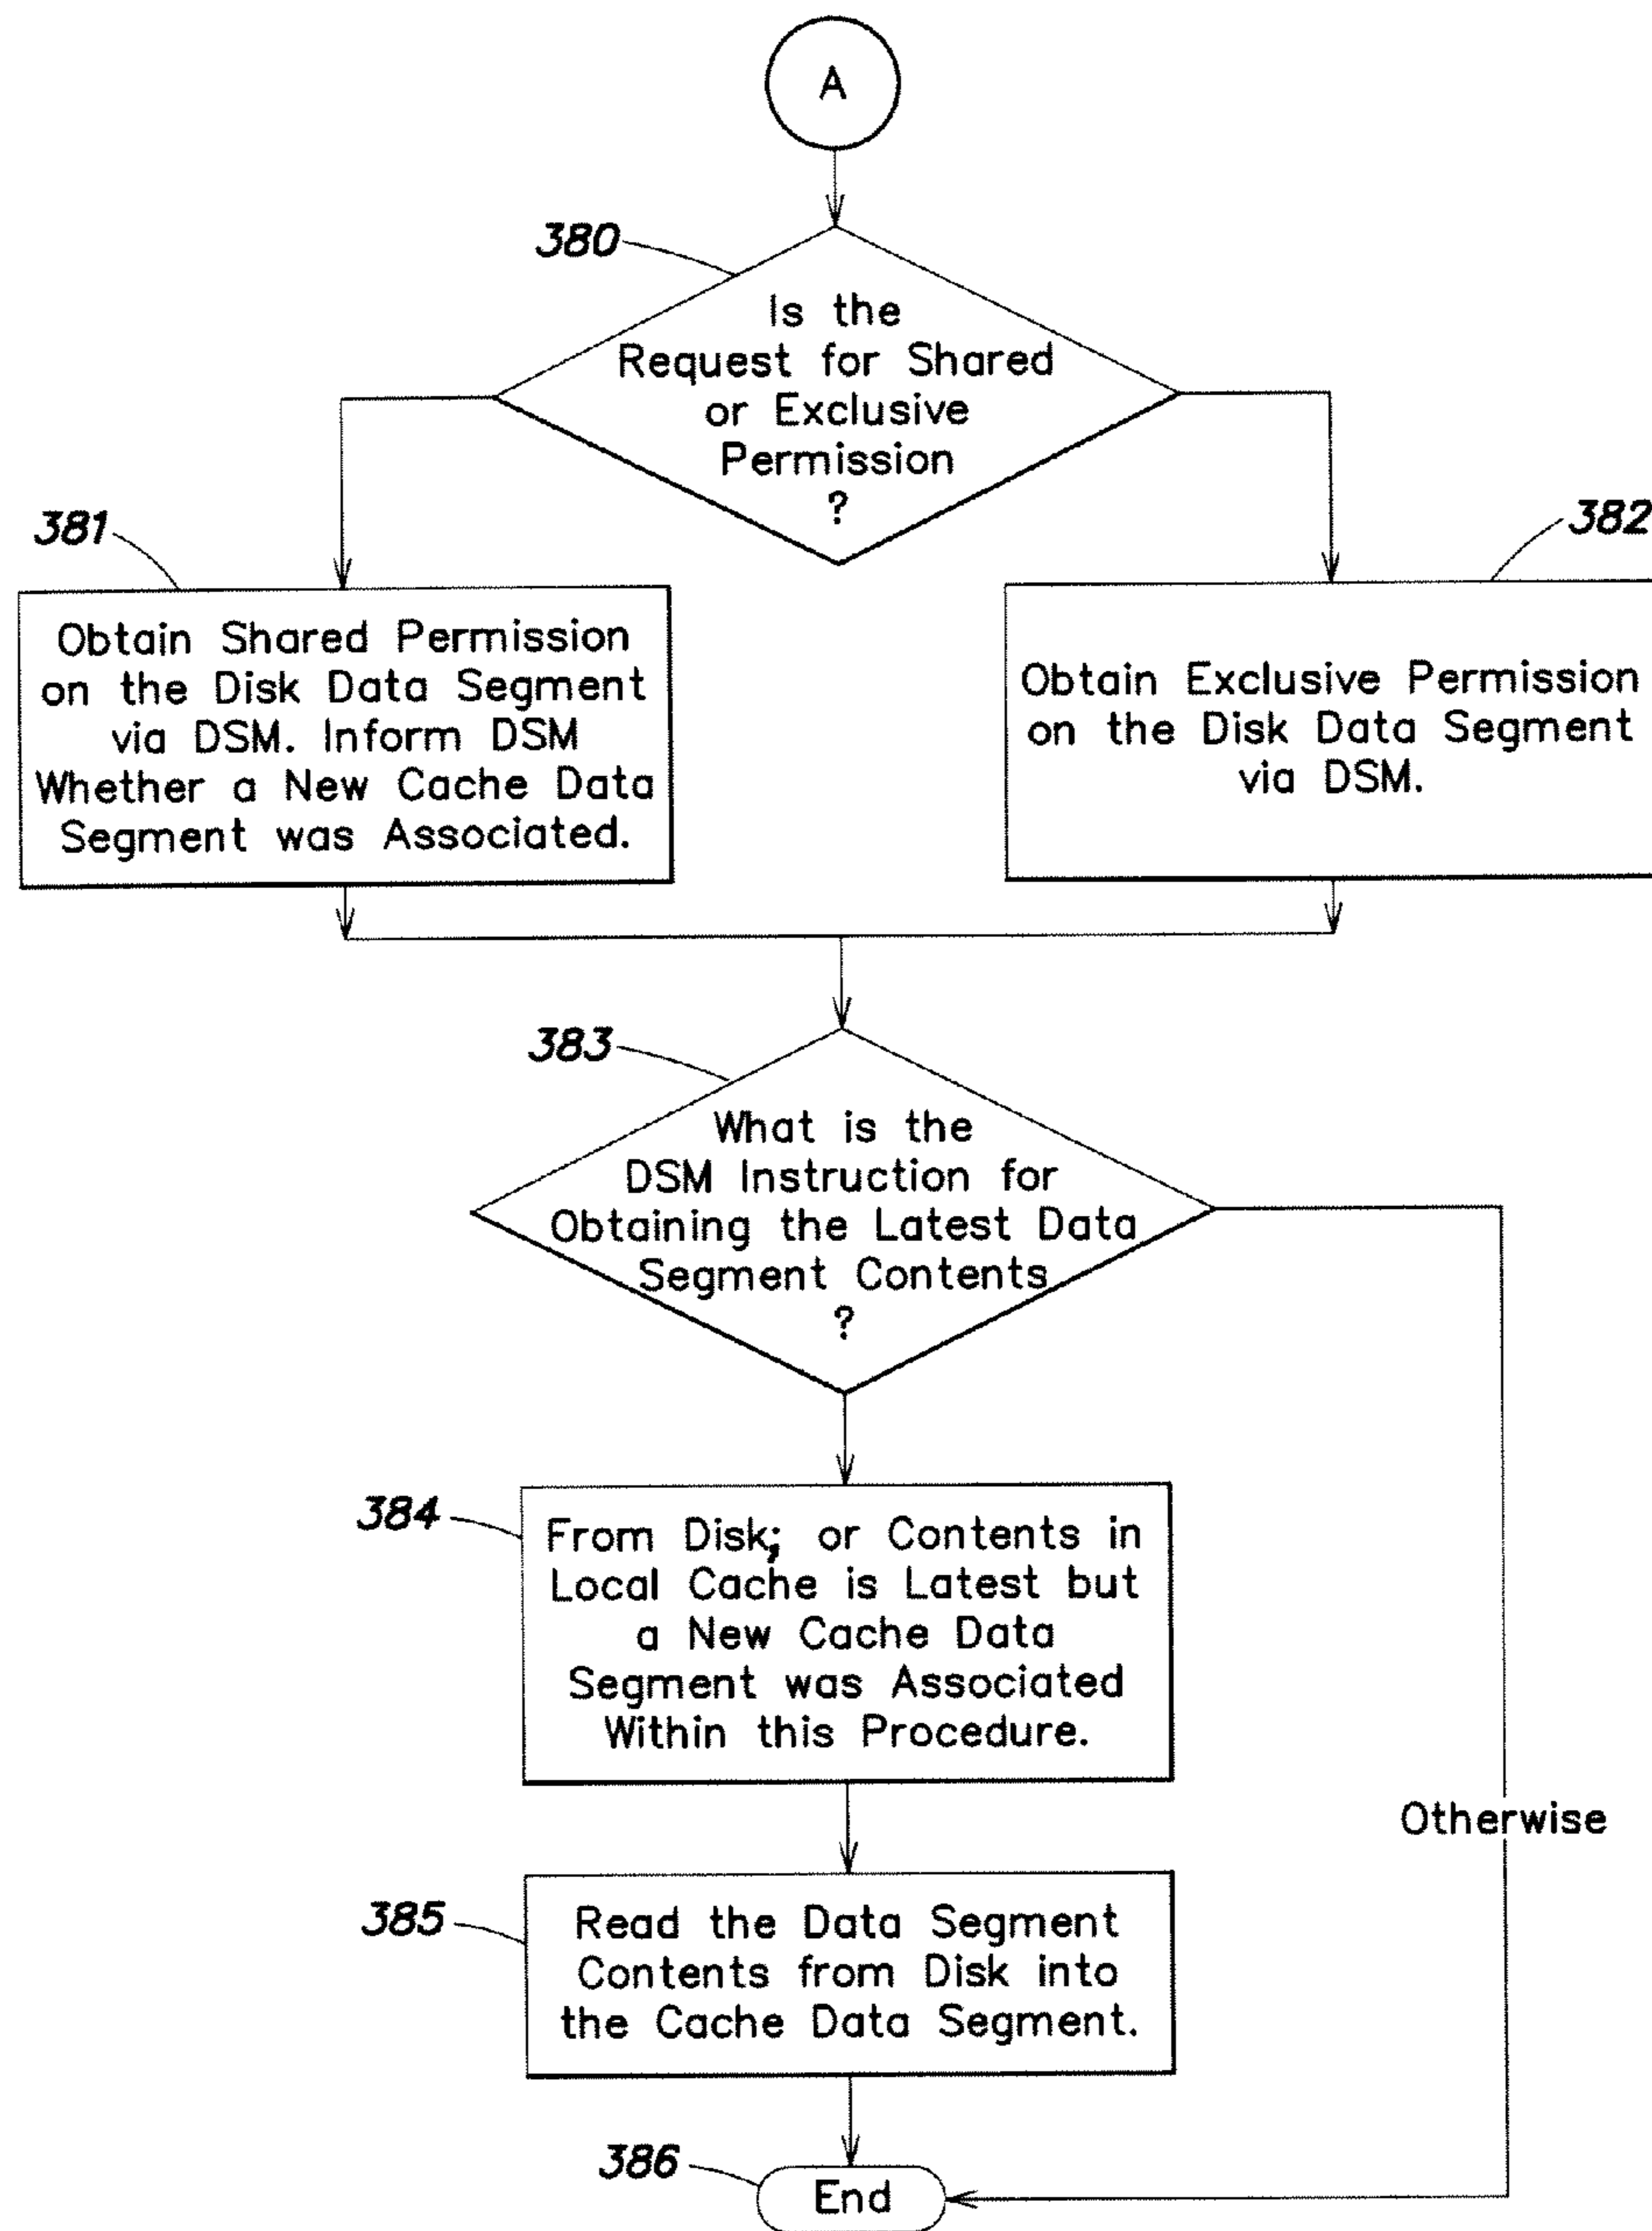 A
380
Is the
Request for Shared
or Exclusive
Permission
?
381
382
Obtain Shared Permission
on the Disk Data Segment
via DSM. Inform DSM
Whether a New Cache Data
Segment was Associated.
Obtain Exclusive Permission
on the Disk Data Segment
via DSM.
383
What is the
DSM Instruction for
Obtaining the Latest Data
Segment Contents
?
384
From Disk; or Contents in
Local Cache is Latest but
a New Cache Data
Segment was Associated
Within this Procedure.
Otherwise
385
Read the Data Segment
Contents from Disk into
the Cache Data Segment.
386
End